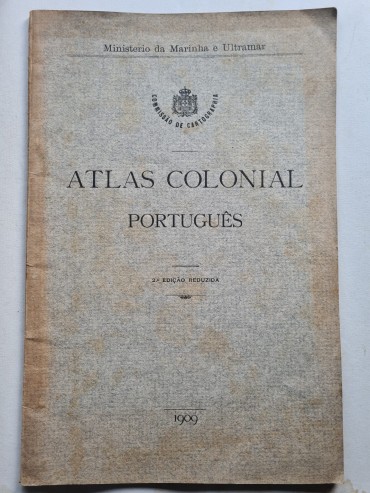 Ministerio da Marinha e Ultramar
COMMISSÃO DE CARTOGRAPHIA
ATLAS COLONIAL
PORTUGUÊS
2.ª EDIÇÃO REDUZIDA
1909